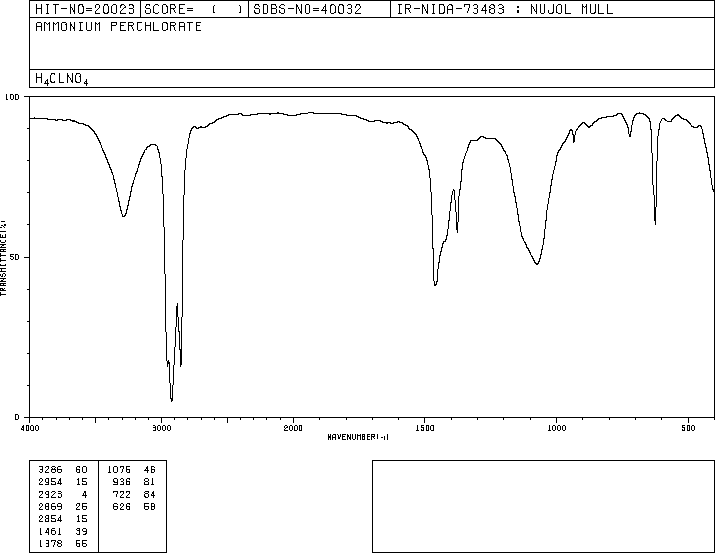 HIT-NO=20023 SCORE= ( ) SDBS-NO=40032 IR-NIDA-73483 : NUJOL MULL
AMMONIUM PERCHLORATE
H4CLNO4
100
50
0
TRANSMITTANCE(%)
4000 3000 2000 1500 1000 500
WAVENUMBER(-1)
3286 60 1076 46
2954 15 936 81
2923 4 722 84
2869 25 626 58
2854 15
1461 39
1378 55